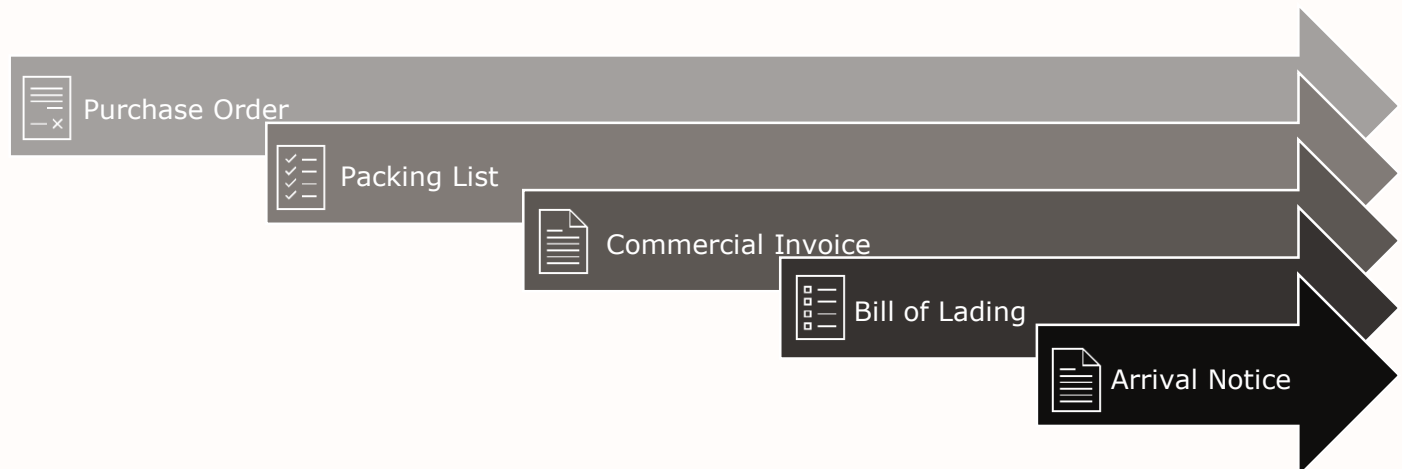 Purchase Order
Packing List
Commercial Invoice
Bill of Lading
Arrival Notice